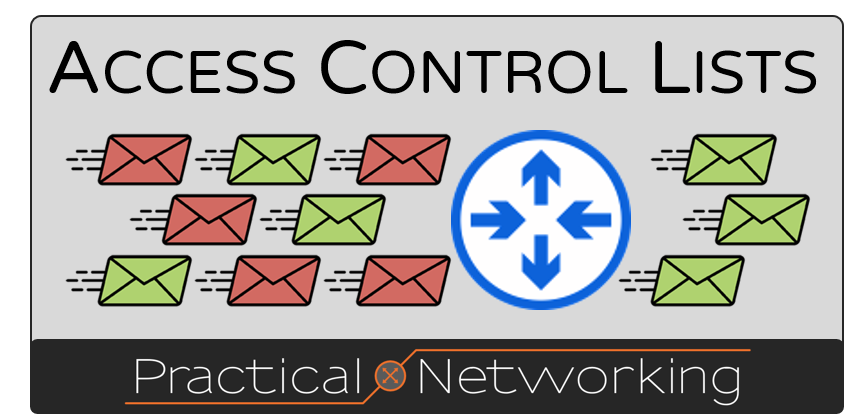 Access Control Lists
Practical Networking